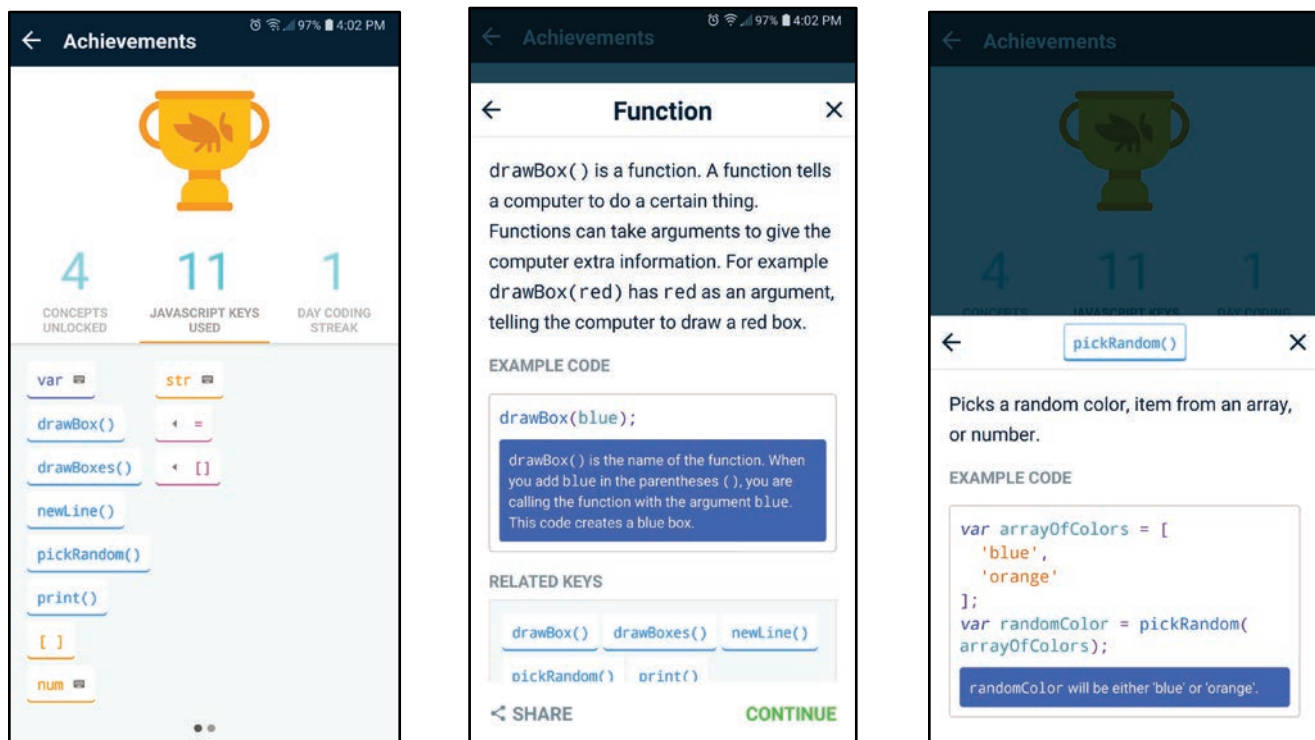 97% 4:02 PM
← Achievements
4
11
1
CONCEPTS
UNLOCKED
JAVASCRIPT KEYS
USED
DAY CODING
STREAK
var
str
drawBox()
=
drawBoxes()
[]
newLine()
pickRandom()
print()
[ ]
num
97% 4:02 PM
← Achievements
← Function ×
drawBox() is a function. A function tells
a computer to do a certain thing.
Functions can take arguments to give the
computer extra information. For example
drawBox(red) has red as an argument,
telling the computer to draw a red box.
EXAMPLE CODE
drawBox(blue);
drawBox() is the name of the function. When
you add blue in the parentheses (), you are
calling the function with the argument blue.
This code creates a blue box.
RELATED KEYS
drawBox() drawBoxes() newLine()
pickRandom() print()
SHARE
CONTINUE
← Achievements
4
11
1
CONCEPTS
JAVASCRIPT KEYS
DAY CODING
← pickRandom() ×
Picks a random color, item from an array,
or number.
EXAMPLE CODE
var arrayOfColors = [
'blue',
'orange'
];
var randomColor = pickRandom(
arrayOfColors);
randomColor will be either 'blue' or 'orange'.